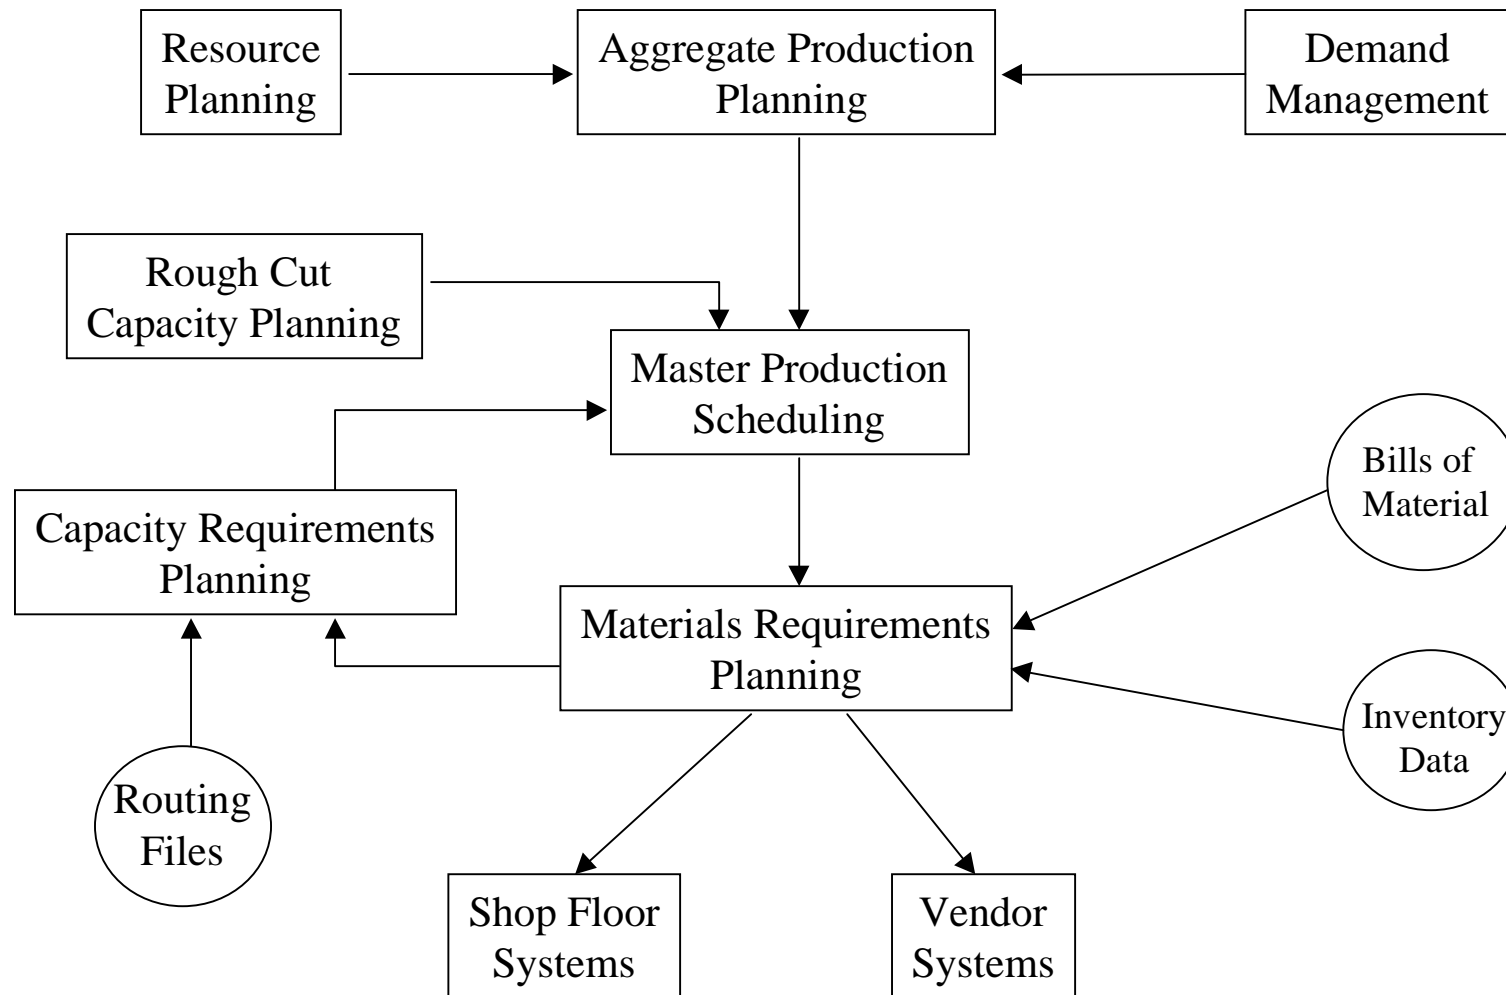 Resource
Planning
Aggregate Production
Planning
Demand
Management
Rough Cut
Capacity Planning
Master Production
Scheduling
Bills of
Material
Capacity Requirements
Planning
Materials Requirements
Planning
Inventory
Data
Routing
Files
Shop Floor
Systems
Vendor
Systems